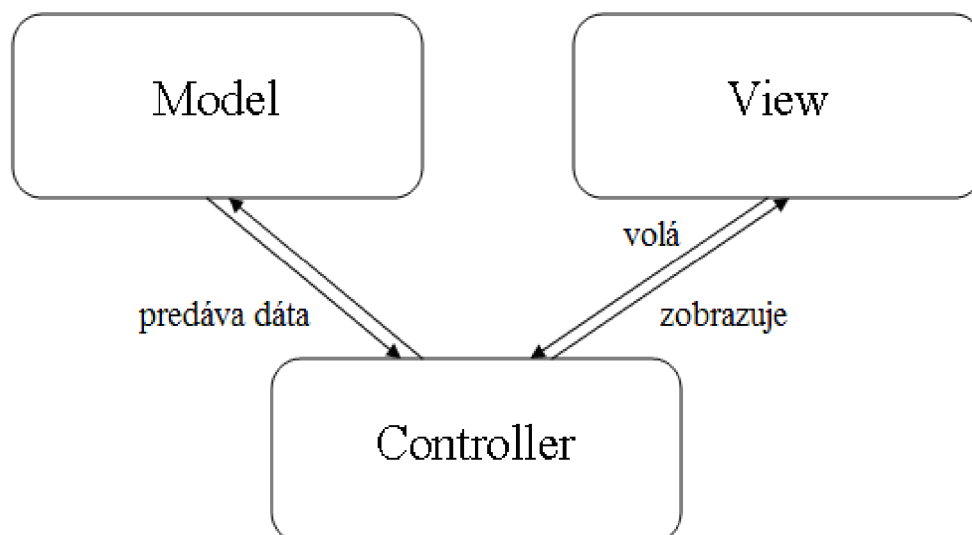 Model
View
volá
predáva dáta
zobrazuje
Controller